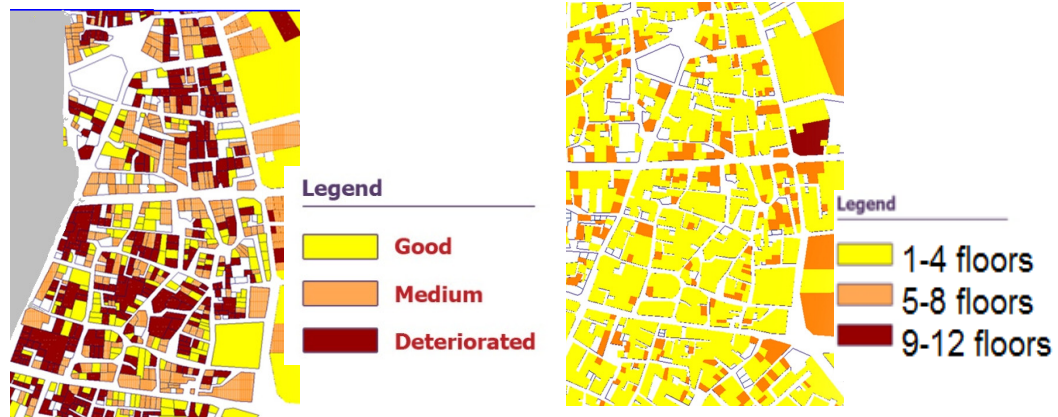 Legend
Good
Medium
Deteriorated
Legend
1-4 floors
5-8 floors
9-12 floors